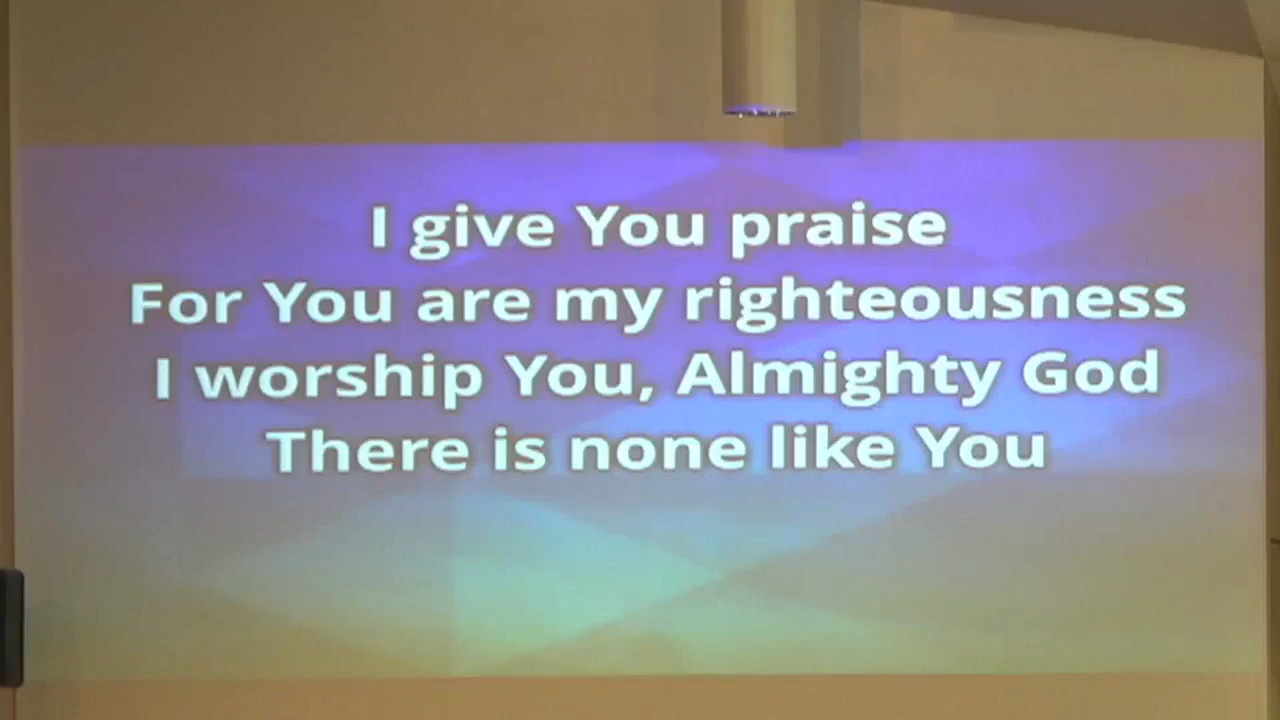 I give You praise
For You are my righteousness
I worship You, Almighty God
There is none like You